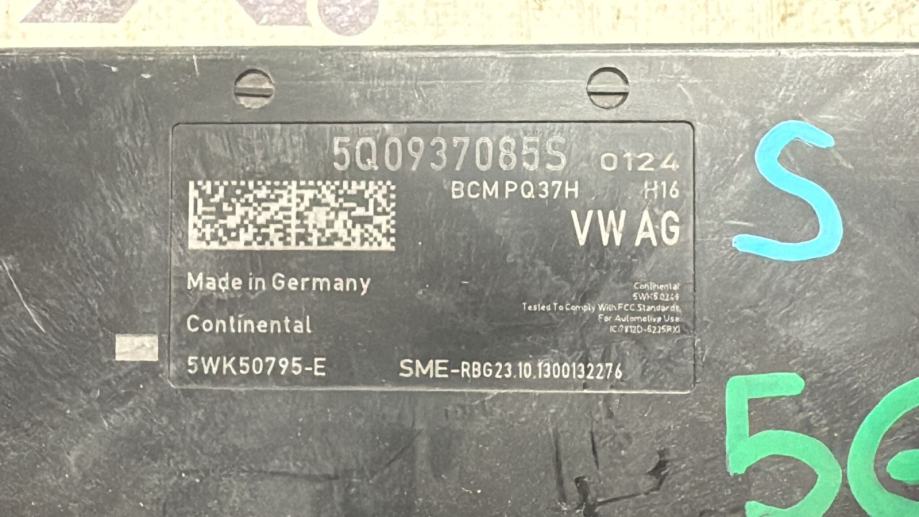 5Q0937085S 0124
BCM PQ37H H16
VW AG
Made in Germany
Continental
Continental
Tested To Comply With FCC Standards
For Automotive Use
5WK50795-E SME-RBG23.10.1300132276
S
5